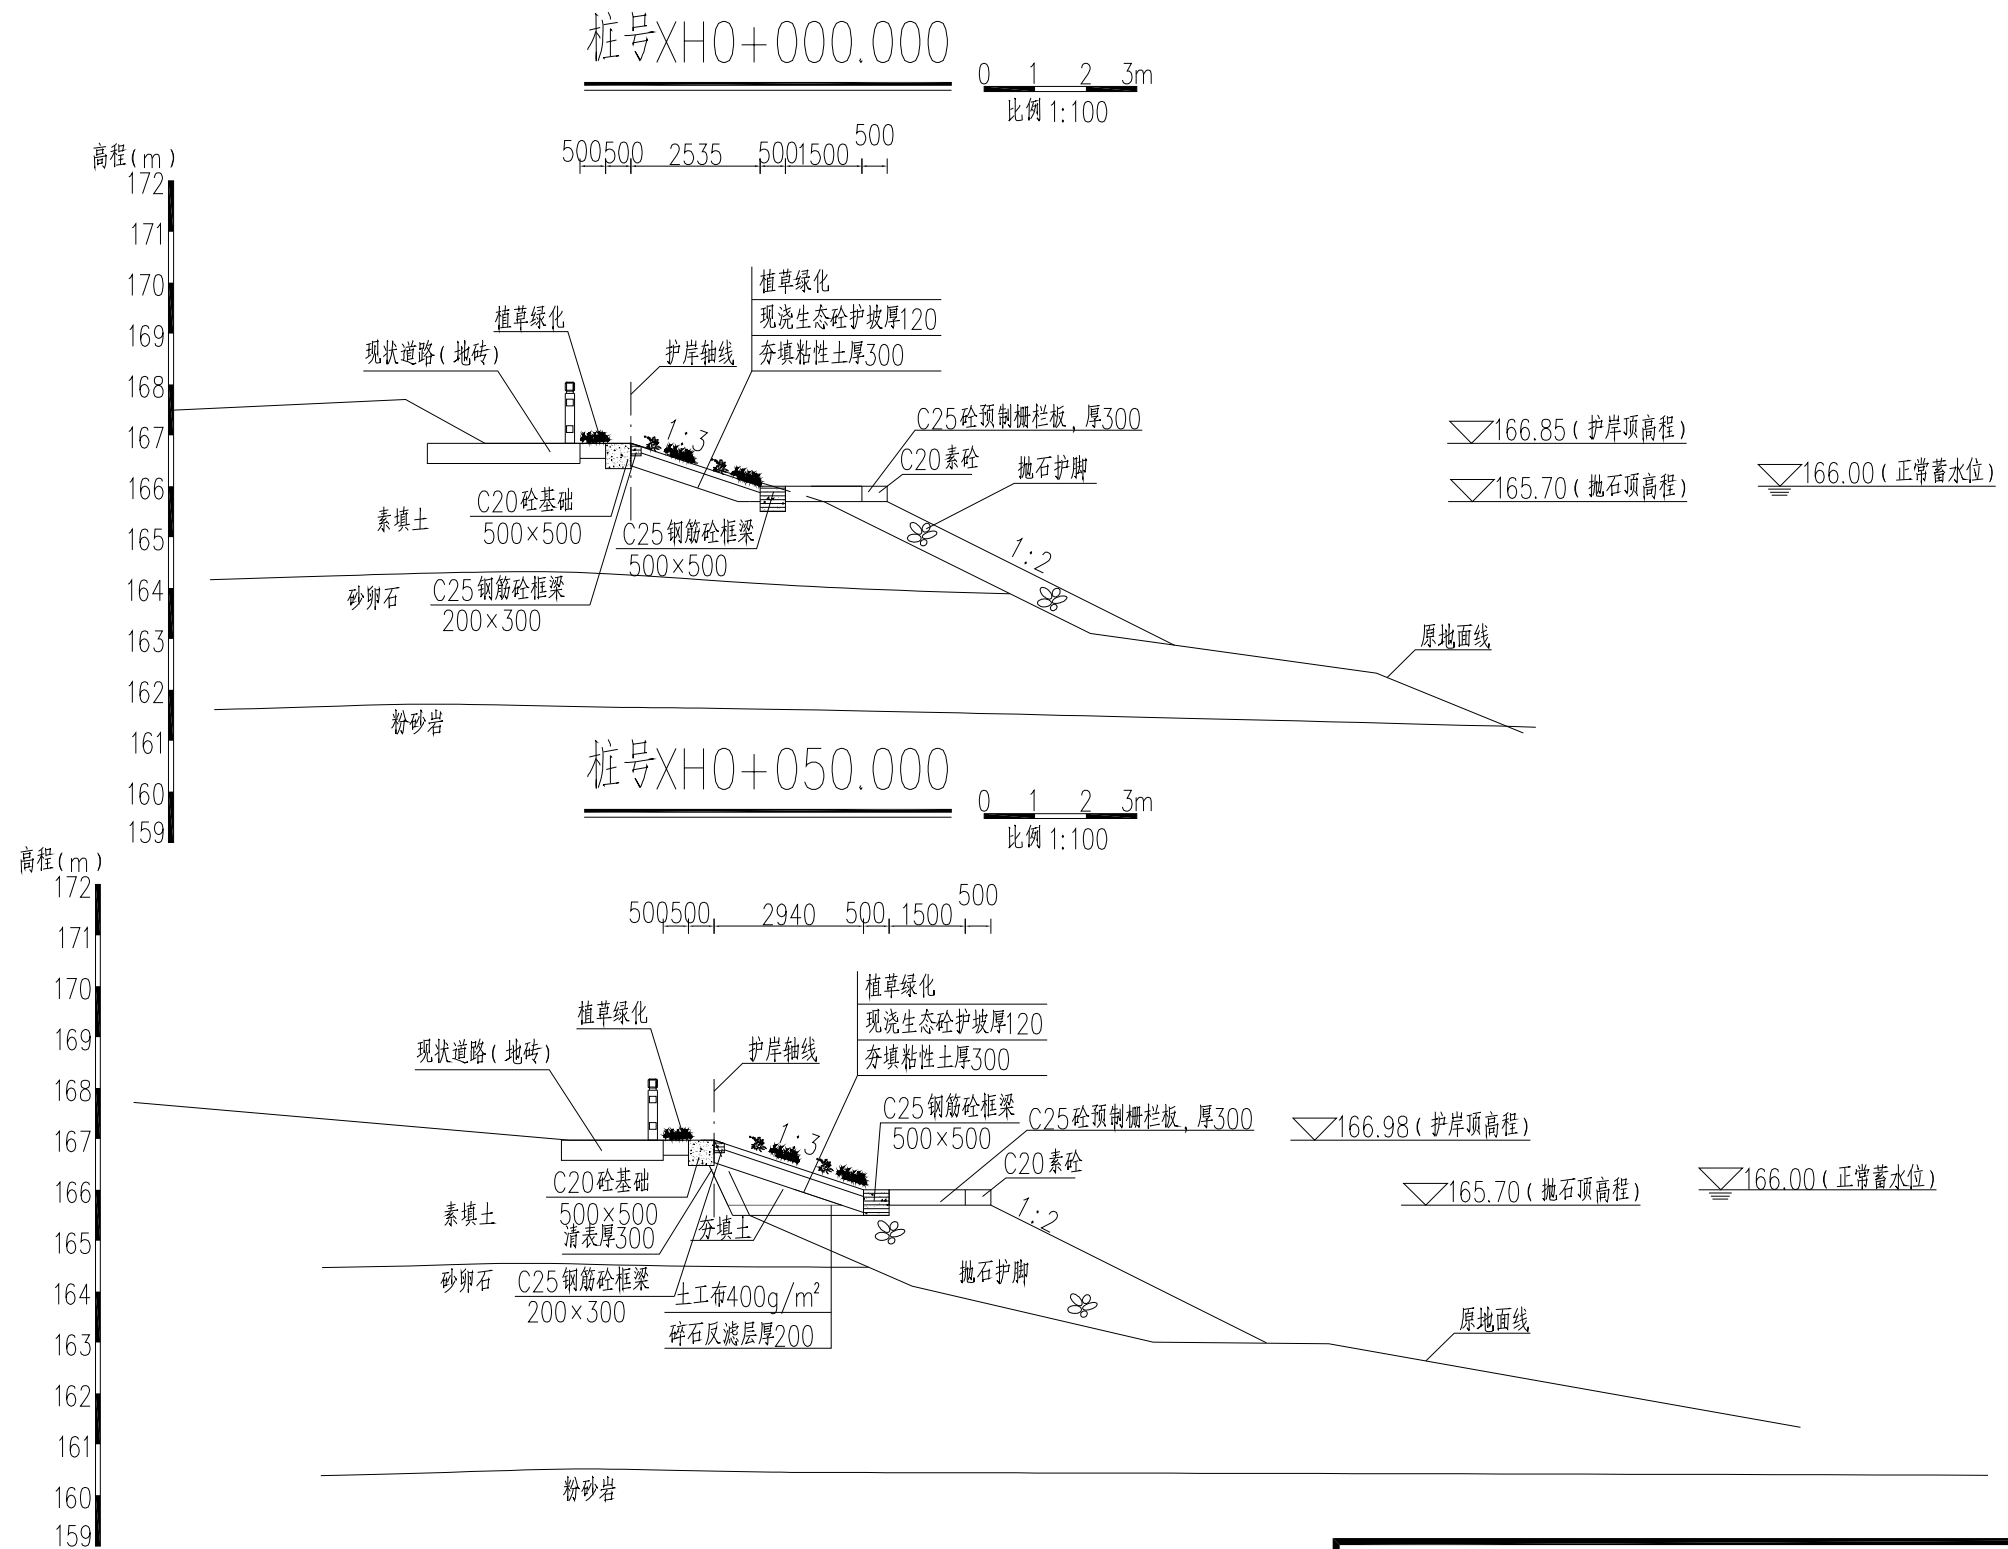 桩号XH0+000.000
0 1 2 3m
比例 1:100
500 500 2535 500 1500 500
高程(m)
172
171
170
169
168
167
166
165
164
163
162
161
160
159
植草绿化
现浇生态砼护坡厚120
夯填粘性土厚300
植草绿化
现状道路(地砖)
护岸轴线
1:3
C25砼预制栅栏板,厚300
C20素砼
抛石护脚
166.85(护岸顶高程)
165.70(抛石顶高程)
166.00(正常蓄水位)
C20砼基础
500×500
素填土
C25钢筋砼框梁
500×500
1:2
砂卵石
C25钢筋砼框梁
200×300
原地面线
粉砂岩
桩号XH0+050.000
0 1 2 3m
比例 1:100
高程(m)
172
171
170
169
168
167
166
165
164
163
162
161
160
159
500 500 2940 500 1500 500
植草绿化
现浇生态砼护坡厚120
夯填粘性土厚300
植草绿化
现状道路(地砖)
护岸轴线
1:3
C25钢筋砼框梁
500×500
C25砼预制栅栏板,厚300
C20素砼
166.98(护岸顶高程)
165.70(抛石顶高程)
166.00(正常蓄水位)
C20砼基础
500×500
清表厚300
素填土
夯填土
1:2
抛石护脚
砂卵石
C25钢筋砼框梁
200×300
土工布400g/m²
碎石反滤层厚200
原地面线
粉砂岩